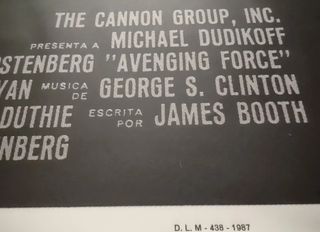 THE CANNON GROUP, INC.
PRESENTA A MICHAEL DUDIKOFF
STENBERG "AVENGING FORCE"
VAN MUSICA DE GEORGE S. CLINTON
DUTHIE ESCRITA POR JAMES BOOTH
NBERG
D. L. M - 438 - 1987